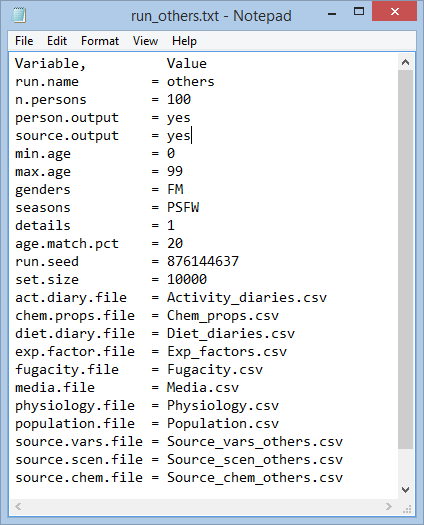 run_others.txt - Notepad
File Edit Format View Help
Variable, Value
run.name = others
n.persons = 100
person.output = yes
source.output = yes
min.age = 0
max.age = 99
genders = FM
seasons = PSFW
details = 1
age.match.pct = 20
run.seed = 876144637
set.size = 10000
act.diary.file = Activity_diaries.csv
chem.props.file = Chem_props.csv
diet.diary.file = Diet_diaries.csv
exp.factor.file = Exp_factors.csv
fugacity.file = Fugacity.csv
media.file = Media.csv
physiology.file = Physiology.csv
population.file = Population.csv
source.vars.file = Source_vars_others.csv
source.scen.file = Source_scen_others.csv
source.chem.file = Source_chem_others.csv